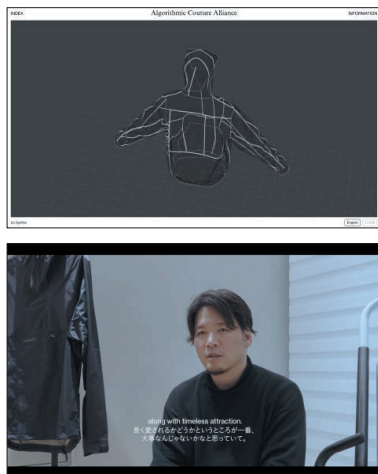 INDEX
Algorithmic Couture Alliance
INFORMATION
English
along with timeless attraction.
長く愛されるかどうかというところが一番、
大事なんじゃないかなと思っていて。